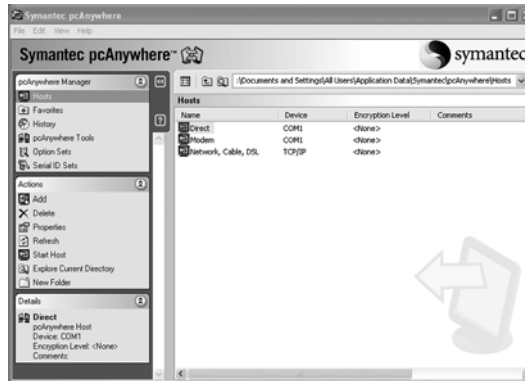 Symantec pcAnywhere
File Edit View Help
Symantec pcAnywhere™
symantec
pcAnywhere Manager
Hosts
Favorites
History
pcAnywhere Tools
Option Sets
Serial ID Sets
Actions
Add
Delete
Properties
Refresh
Start Host
Explore Current Directory
New Folder
Details
Direct
pcAnywhere Host
Device: COM1
Encryption Level: <None>
Comments:
:\Documents and Settings\All Users\Application Data\Symantec\pcAnywhere\Hosts
Hosts
Name Device Encryption Level Comments
Direct COM1 <None>
Modem COM1 <None>
Network, Cable, DSL TCP/IP <None>